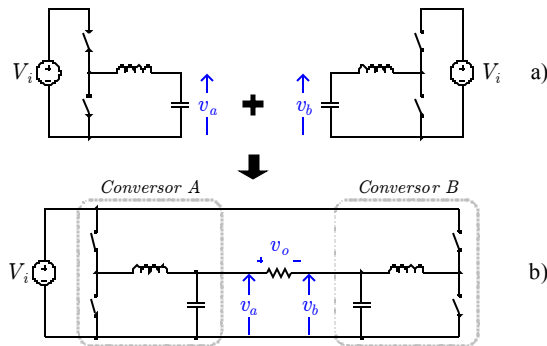 V_i
v_a
v_b
V_i
a)
Conversor A
Conversor B
+ v_o −
V_i
v_a
v_b
b)